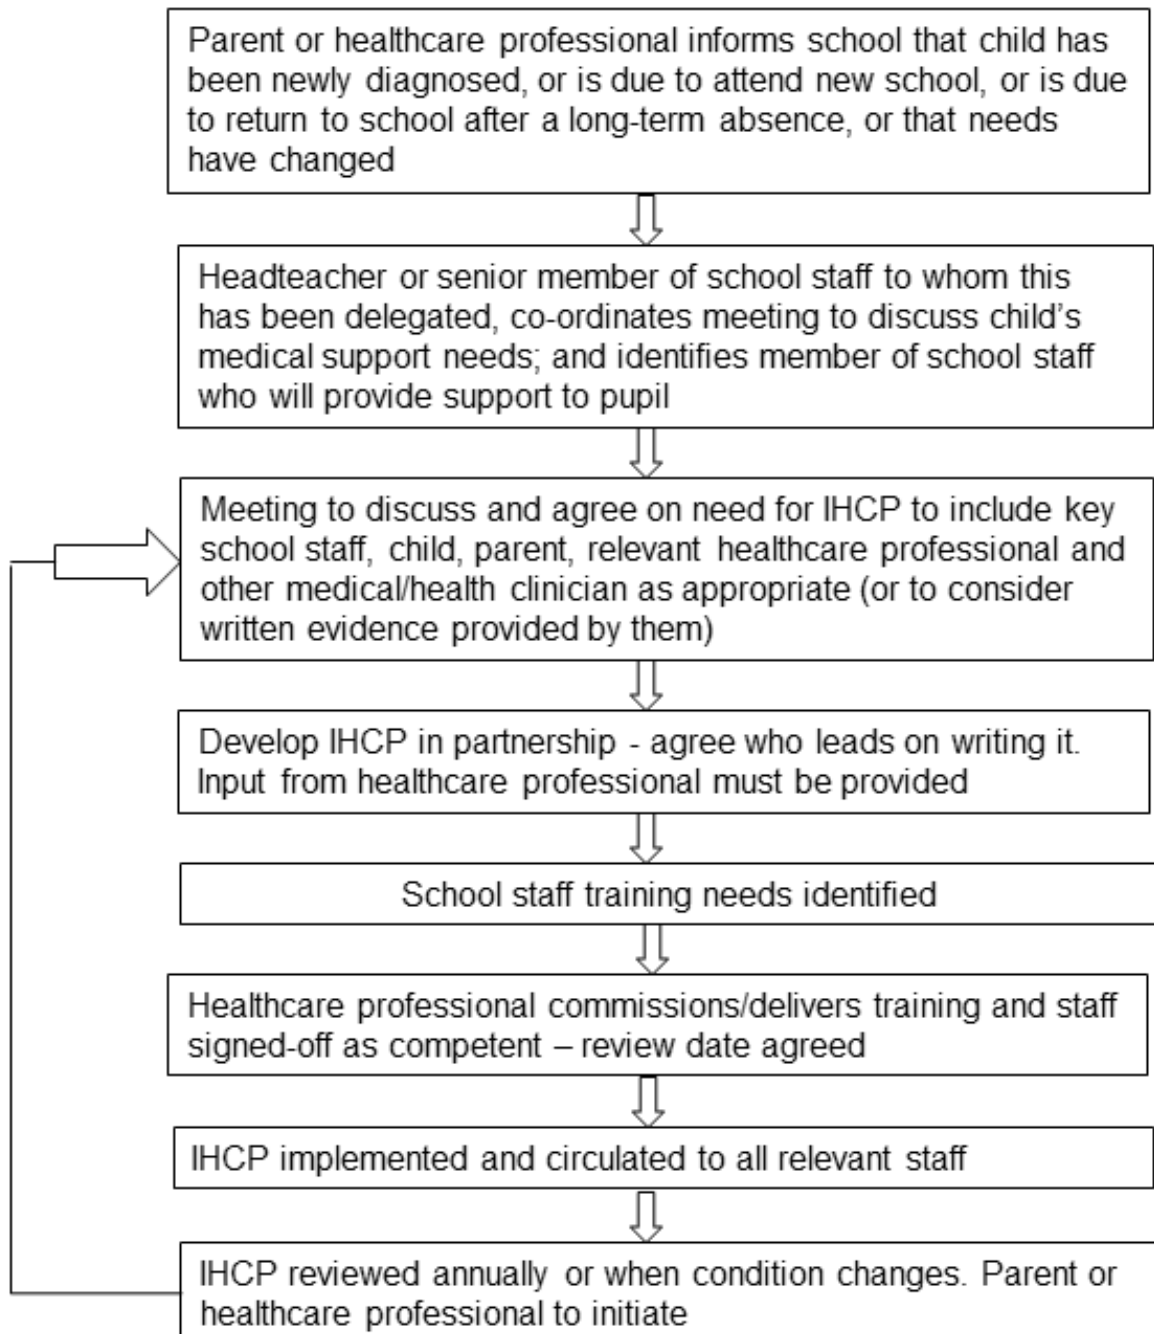 Parent or healthcare professional informs school that child has
been newly diagnosed, or is due to attend new school, or is due
to return to school after a long-term absence, or that needs
have changed
Headteacher or senior member of school staff to whom this
has been delegated, co-ordinates meeting to discuss child’s
medical support needs; and identifies member of school staff
who will provide support to pupil
Meeting to discuss and agree on need for IHCP to include key
school staff, child, parent, relevant healthcare professional and
other medical/health clinician as appropriate (or to consider
written evidence provided by them)
Develop IHCP in partnership - agree who leads on writing it.
Input from healthcare professional must be provided
School staff training needs identified
Healthcare professional commissions/delivers training and staff
signed-off as competent – review date agreed
IHCP implemented and circulated to all relevant staff
IHCP reviewed annually or when condition changes. Parent or
healthcare professional to initiate